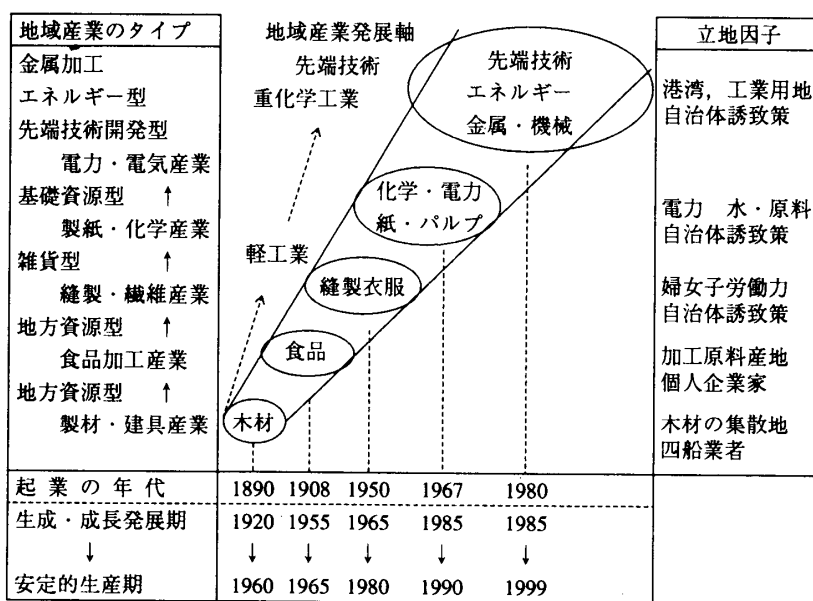 地域産業のタイプ
金属加工
エネルギー型
先端技術開発型
電力・電気産業
基礎資源型 ↑
製紙・化学産業
雑貨型 ↑
縫製・繊維産業
地方資源型 ↑
食品加工産業
地方資源型 ↑
製材・建具産業
地域産業発展軸
先端技術
重化学工業
軽工業
先端技術
エネルギー
金属・機械
化学・電力
紙・パルプ
縫製衣服
食品
木材
立地因子
港湾,工業用地
自治体誘致策
電力 水・原料
自治体誘致策
婦女子労働力
自治体誘致策
加工原料産地
個人企業家
木材の集散地
四船業者
起業の年代 1890 1908 1950 1967 1980
生成・成長発展期 1920 1955 1965 1985 1985
↓ ↓ ↓ ↓ ↓ ↓
安定的生産期 1960 1965 1980 1990 1999